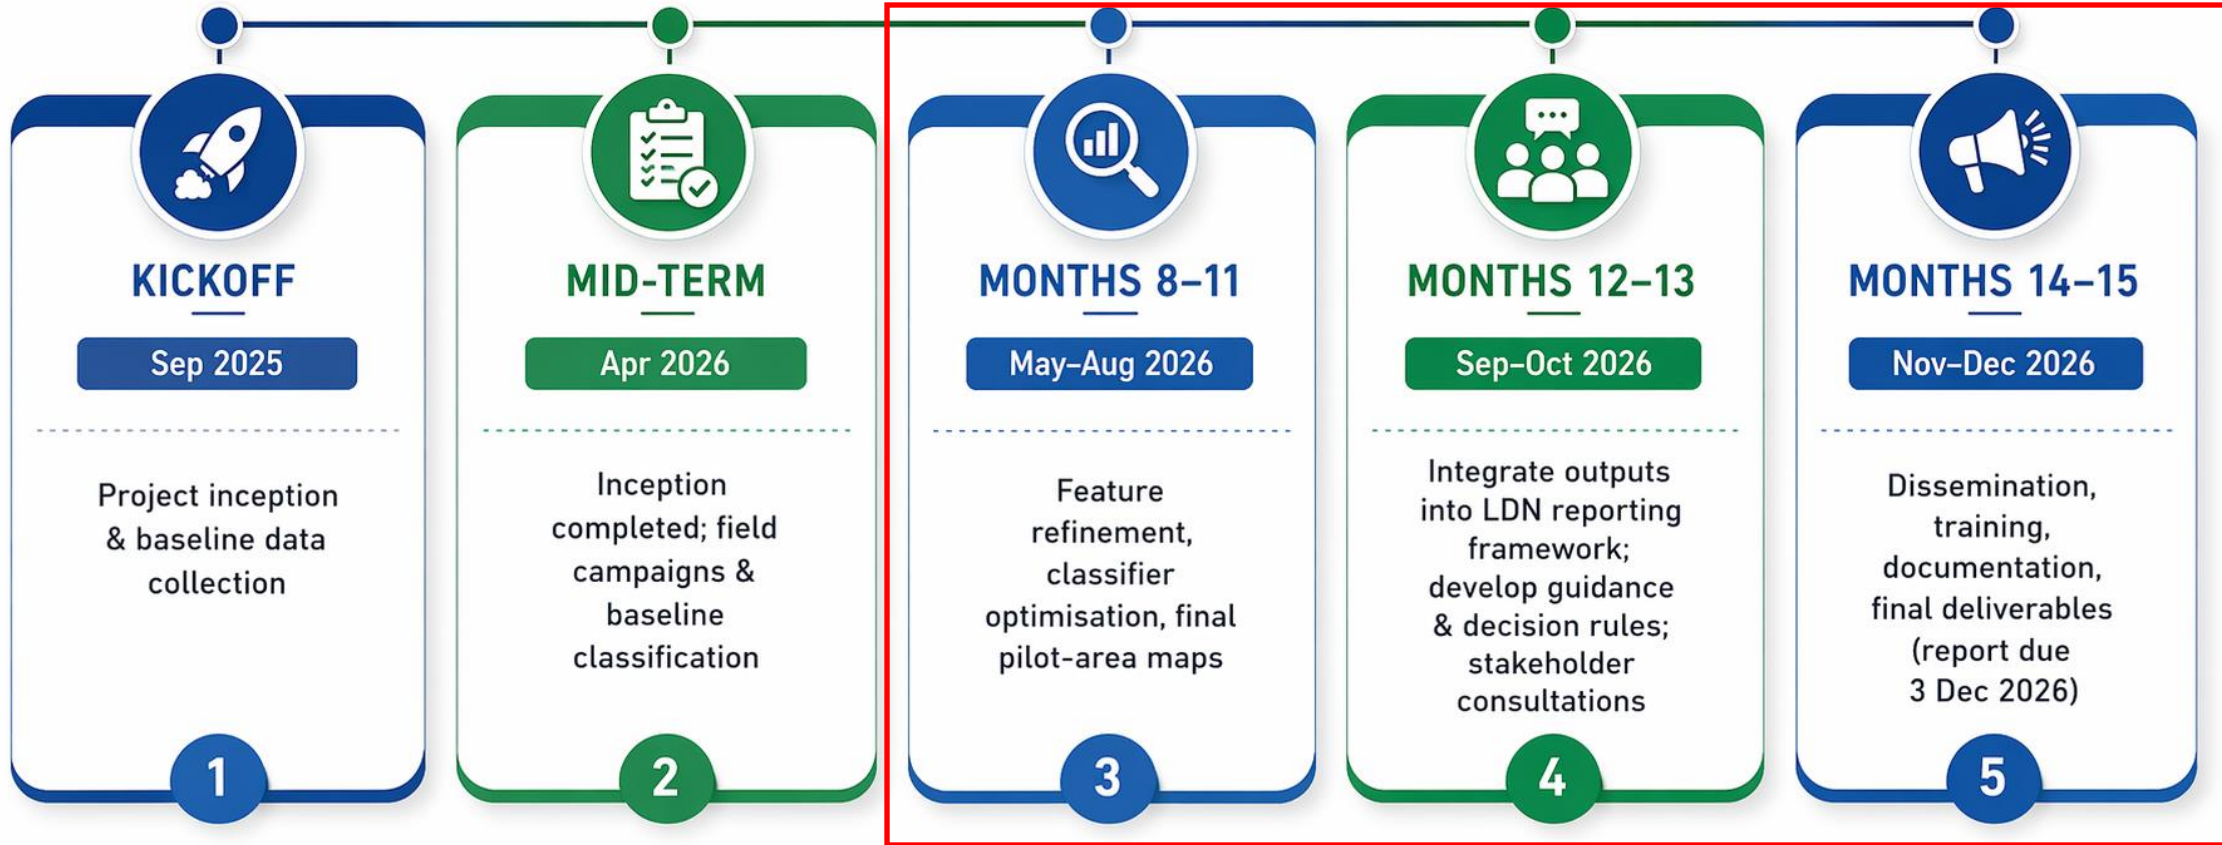 KICKOFF
Sep 2025
Project inception
& baseline data
collection
1
MID-TERM
Apr 2026
Inception
completed; field
campaigns &
baseline
classification
2
MONTHS 8–11
May–Aug 2026
Feature
refinement,
classifier
optimisation, final
pilot-area maps
3
MONTHS 12–13
Sep–Oct 2026
Integrate outputs
into LDN reporting
framework;
develop guidance
& decision rules;
stakeholder
consultations
4
MONTHS 14–15
Nov–Dec 2026
Dissemination,
training,
documentation,
final deliverables
(report due
3 Dec 2026)
5